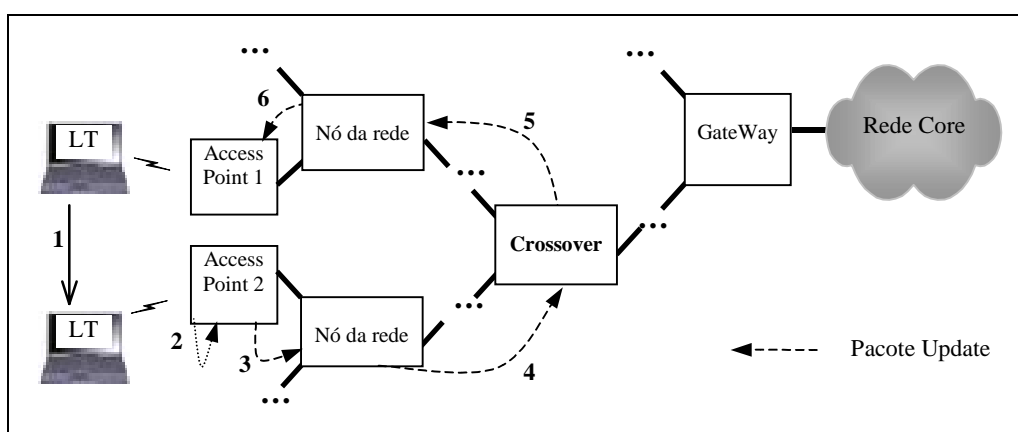 ...
...
6
5
LT
Nó da rede
GateWay
Rede Core
Access
Point 1
...
...
1
Crossover
...
Access
Point 2
...
LT
2
3
Nó da rede
4
Pacote Update
...